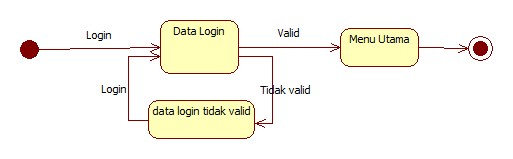 Login
Data Login
Valid
Menu Utama
Login
Tidak valid
data login tidak valid